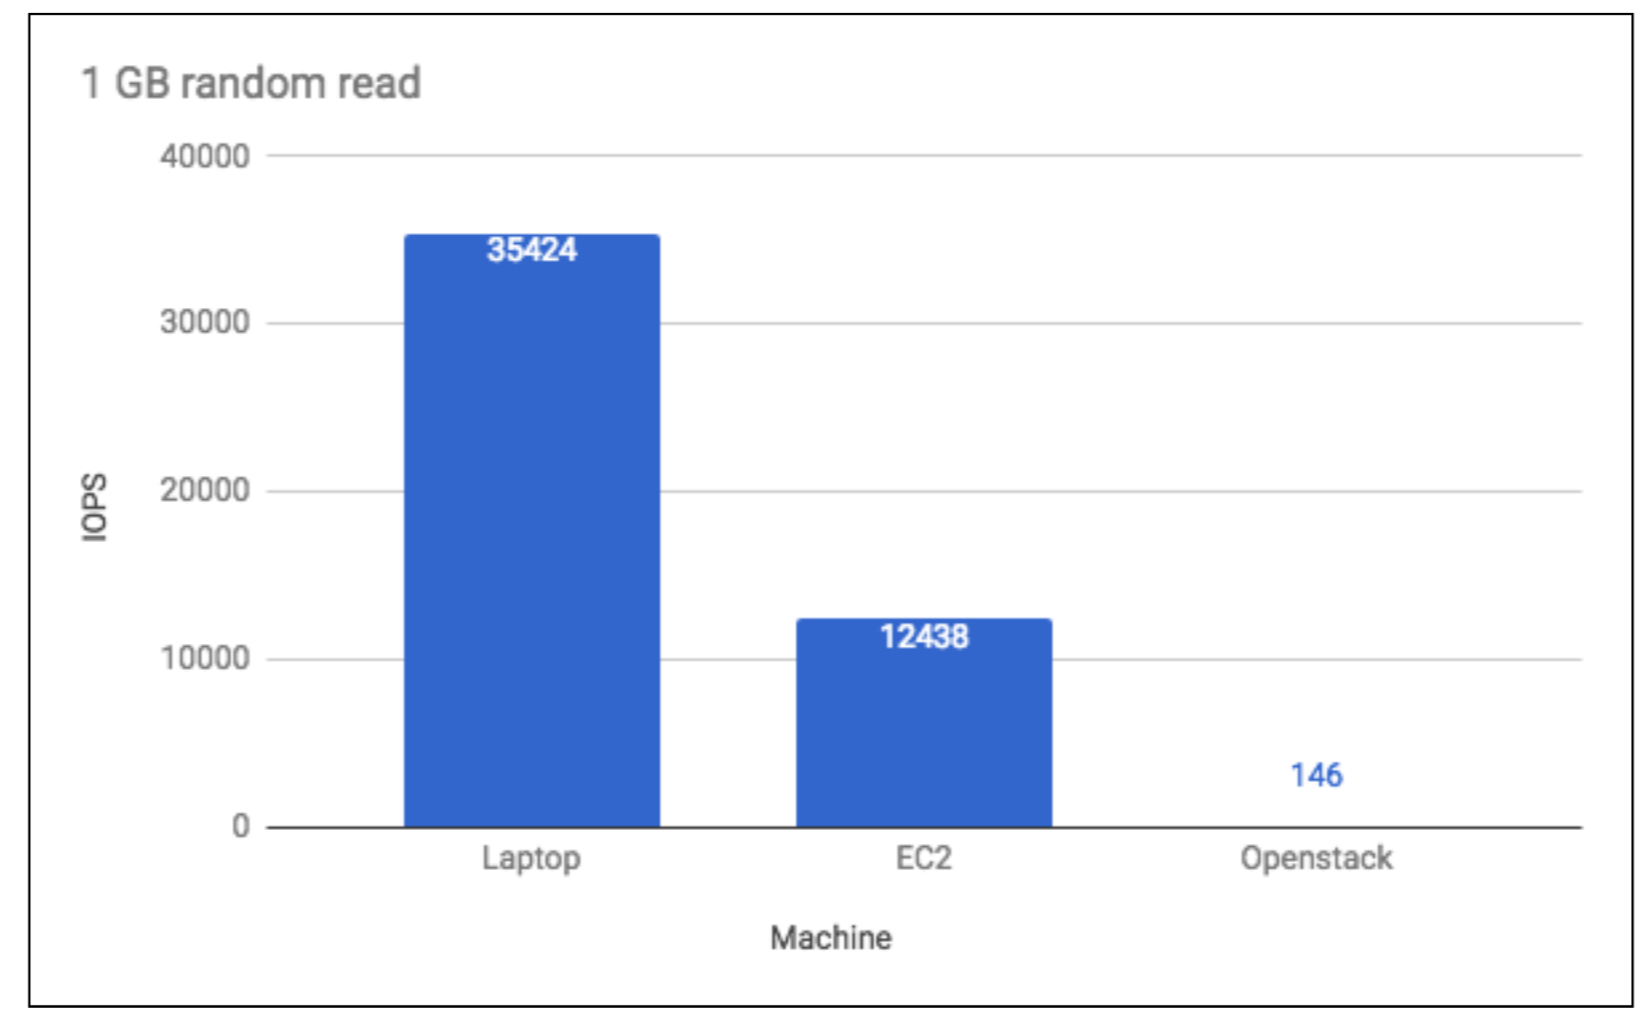 1 GB random read
40000
30000
20000
10000
0
IOPS
35424
12438
146
Laptop
EC2
Openstack
Machine